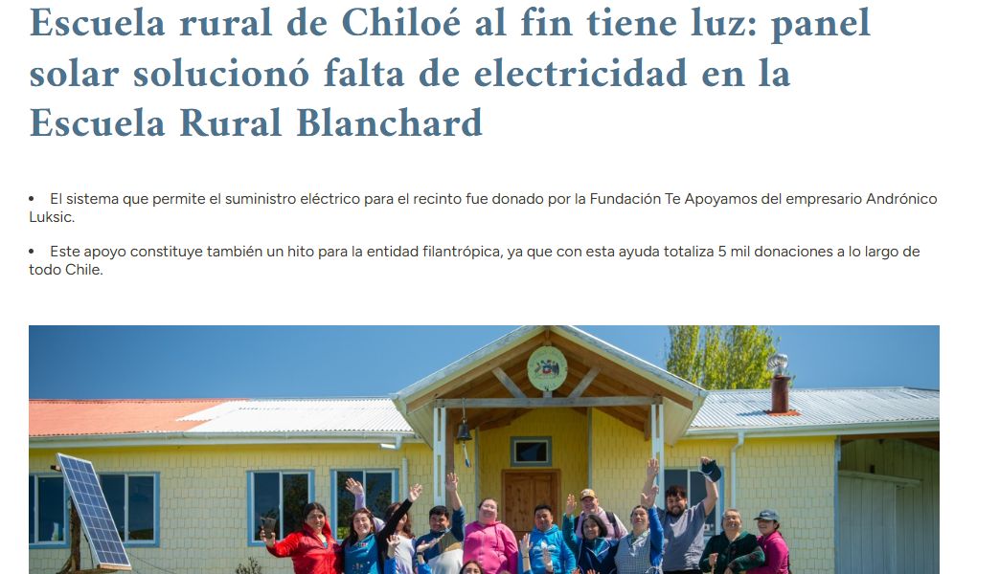 Escuela rural de Chiloé al fin tiene luz: panel
solar solucionó falta de electricidad en la
Escuela Rural Blanchard
• El sistema que permite el suministro eléctrico para el recinto fue donado por la Fundación Te Apoyamos del empresario Andrónico
Luksic.
• Este apoyo constituye también un hito para la entidad filantrópica, ya que con esta ayuda totaliza 5 mil donaciones a lo largo de
todo Chile.